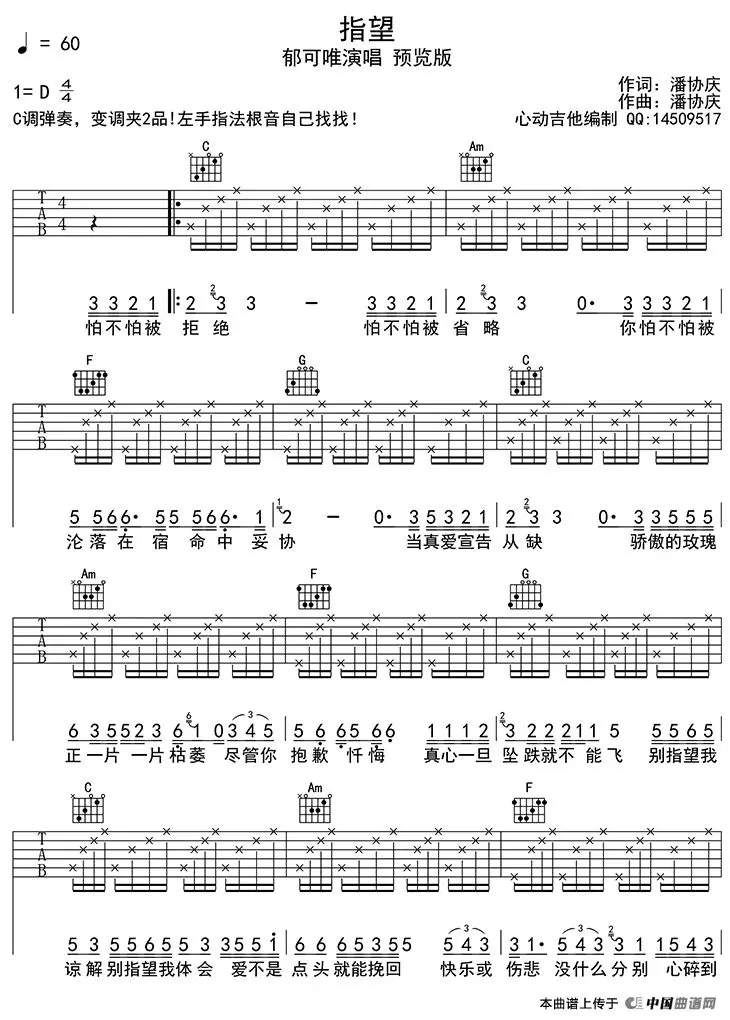 指望
♩= 60
郁可唯演唱 预览版
1= D 4/4
作词：潘协庆
作曲：潘协庆
C调弹奏，变调夹2品！左手指法根音自己找找！
心动吉他编制 QQ:14509517
C Am
T A B 4 4
3 3 2 1 2 2 3 3 — 3 3 2 1 2 2 3 3 0· 3 3 3 2 1
怕不怕被 拒绝 怕不怕被 省略 你怕不怕被
F G C
T A B
5 5 6 6· 5 5 6 6· 1 1 2 — 0· 3 5 3 2 1 2 2 3 3 0· 3 5 5 5 5
沦落在宿命中妥协 当真爱宣告 从缺 骄傲的玫瑰
Am F G
T A B
6 3 5 5 5 2 3 6 6 1 0 3 4 5 5 6 6 5 6 6· 1 1 1 2 2 3 2 2 2 1 1 5 5 5 6 5
正一片一片枯萎 尽管你 抱歉 忏悔 真心一旦 坠跌就不能飞 别指望我
C Am F
T A B
5 3 5 5 6 5 3 5 5 1 5 5 6 5 3 2 5 4 3 3 1· 5 4 3 2 3 1 1 5 4 3
谅解别指望我体会 爱不是 点头就能挽回 快乐或 伤悲 没什么分别 心碎到
本曲谱上传于 中国曲谱网